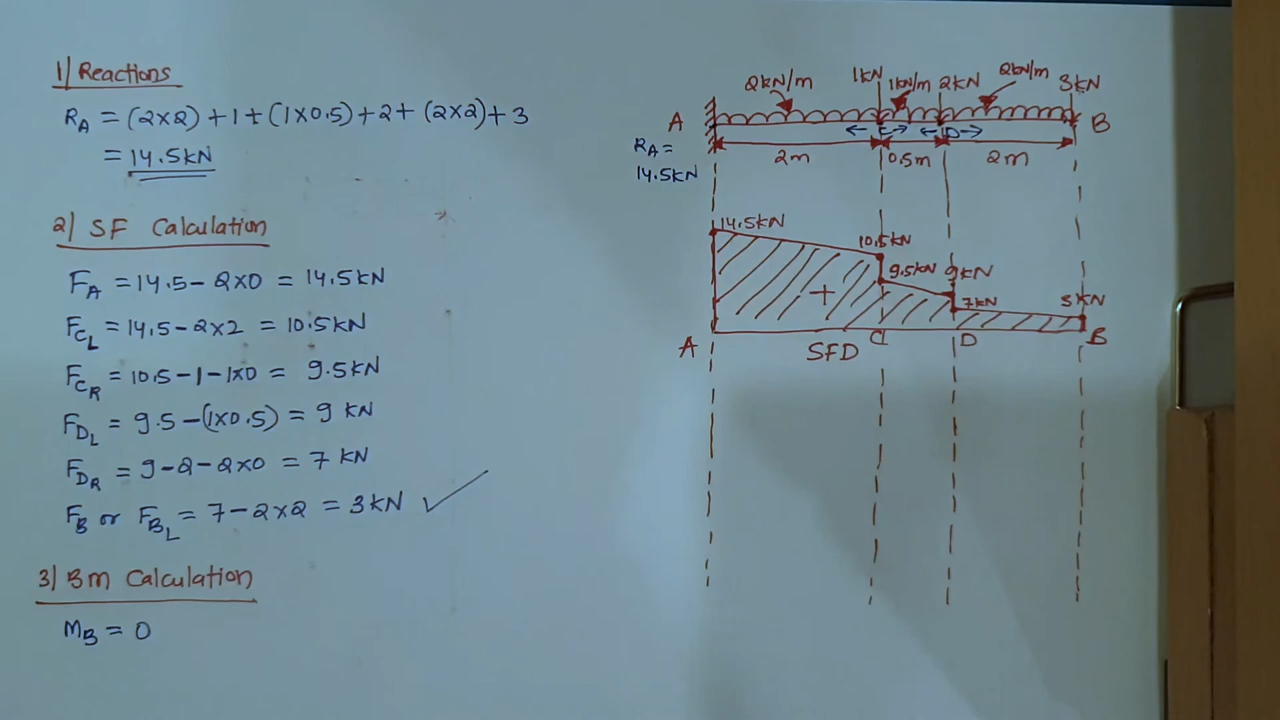 1) Reactions
RA = (2×2) + 1 + (1×0.5) + 2 + (2×2) + 3
= 14.5kN
2) SF Calculation
FA = 14.5 - 2×0 = 14.5kN
FCL = 14.5 - 2×2 = 10.5kN
FCR = 10.5 - 1 - 1×0 = 9.5kN
FDL = 9.5 - (1×0.5) = 9 kN
FDR = 9 - 2 - 2×0 = 7 kN
FB or FBL = 7 - 2×2 = 3kN ✓
3) BM Calculation
MB = 0
2kN/m 1kN 1kN/m 2kN 2kN/m 3kN
A C D B
RA =
14.5kN
2m 0.5m 2m
14.5kN
10.5kN
9.5kN 9kN
7kN 3kN
+
A C D B
SFD